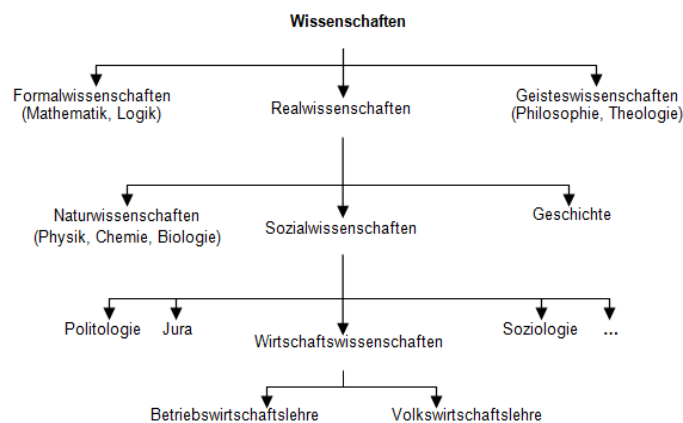 Wissenschaften
Formalwissenschaften
(Mathematik, Logik)
Realwissenschaften
Geisteswissenschaften
(Philosophie, Theologie)
Naturwissenschaften
(Physik, Chemie, Biologie)
Sozialwissenschaften
Geschichte
Politologie
Jura
Wirtschaftswissenschaften
Soziologie
...
Betriebswirtschaftslehre
Volkswirtschaftslehre